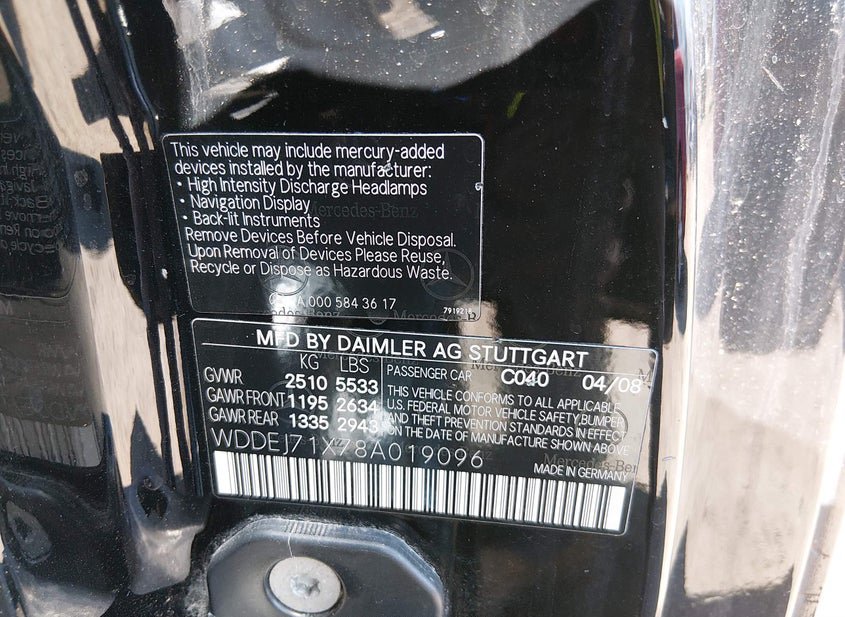 This vehicle may include mercury-added
devices installed by the manufacturer:
• High Intensity Discharge Headlamps
• Navigation Display
• Back-lit Instruments
Remove Devices Before Vehicle Disposal.
Upon Removal of Devices Please Reuse,
Recycle or Dispose as Hazardous Waste.
A 000 584 36 17
Mercedes-Benz
MFD BY DAIMLER AG STUTTGART
KG LBS
GVWR 2510 5533
GAWR FRONT 1195 2634
GAWR REAR 1335 2943
PASSENGER CAR C040 04/08
THIS VEHICLE CONFORMS TO ALL APPLICABLE
U.S. FEDERAL MOTOR VEHICLE SAFETY, BUMPER
AND THEFT PREVENTION STANDARDS IN EFFECT
ON THE DATE OF MANUFACTURE SHOWN ABOVE
WDDEJ71X78A019096
MADE IN GERMANY
Mercedes-Benz